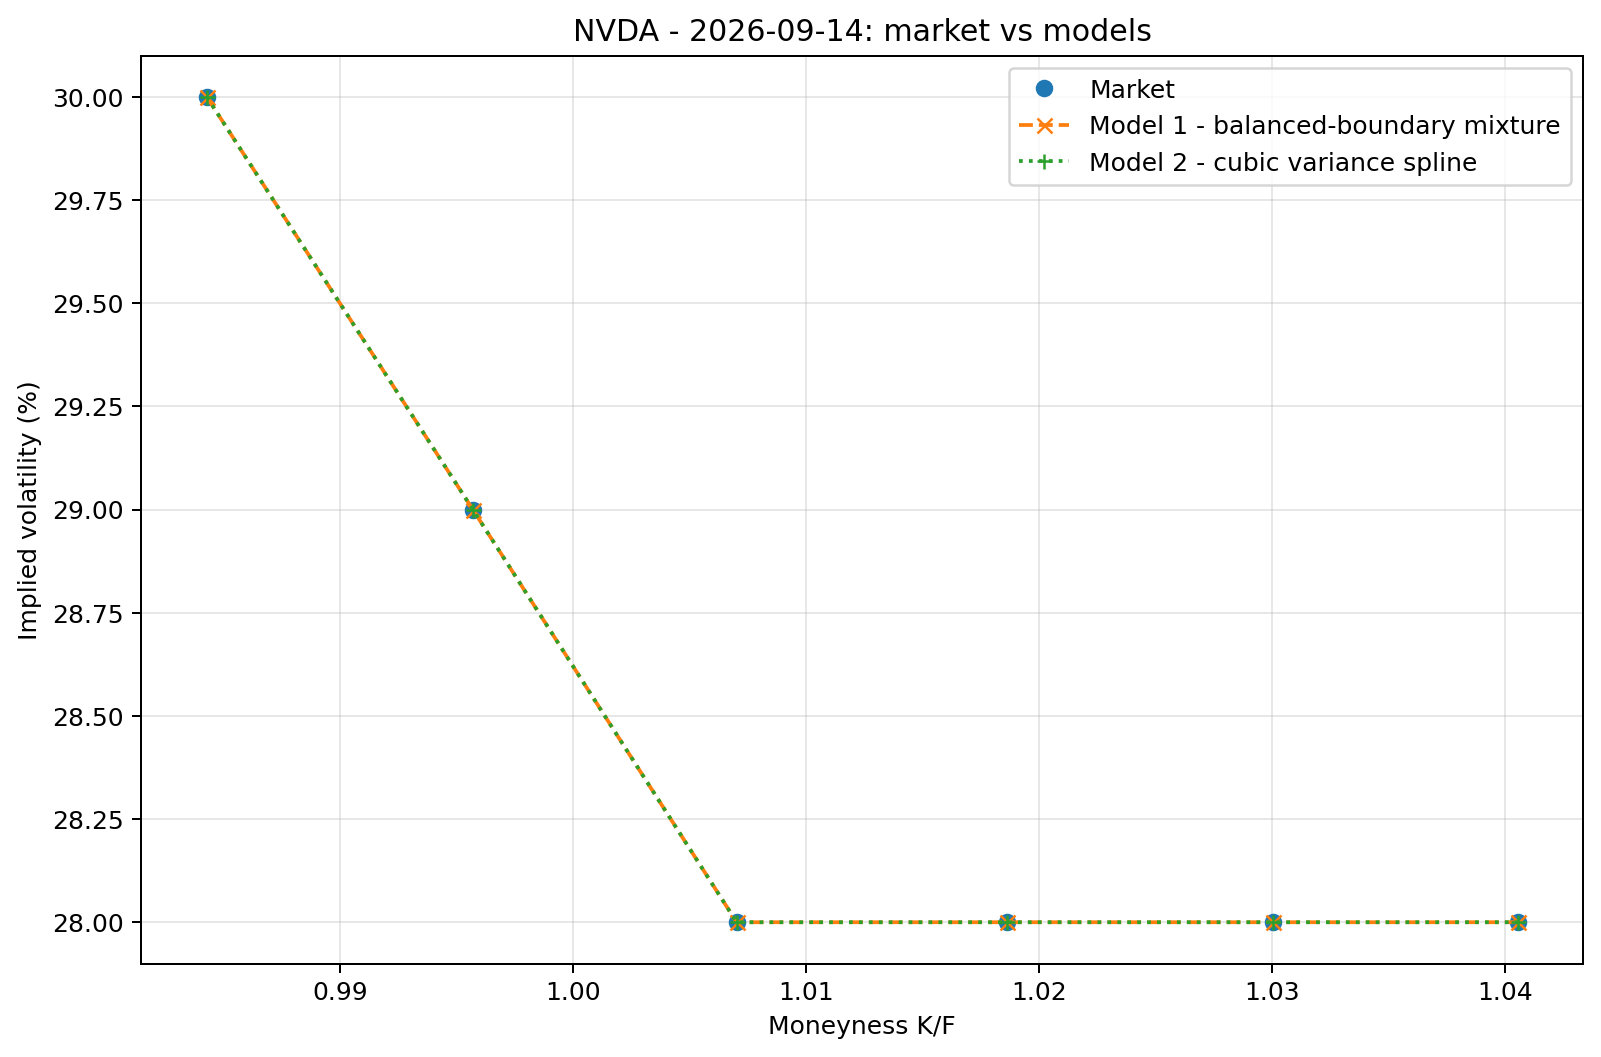 NVDA - 2026-09-14: market vs models
Market
Model 1 - balanced-boundary mixture
Model 2 - cubic variance spline
Implied volatility (%)
30.00
29.75
29.50
29.25
29.00
28.75
28.50
28.25
28.00
0.99 1.00 1.01 1.02 1.03 1.04
Moneyness K/F